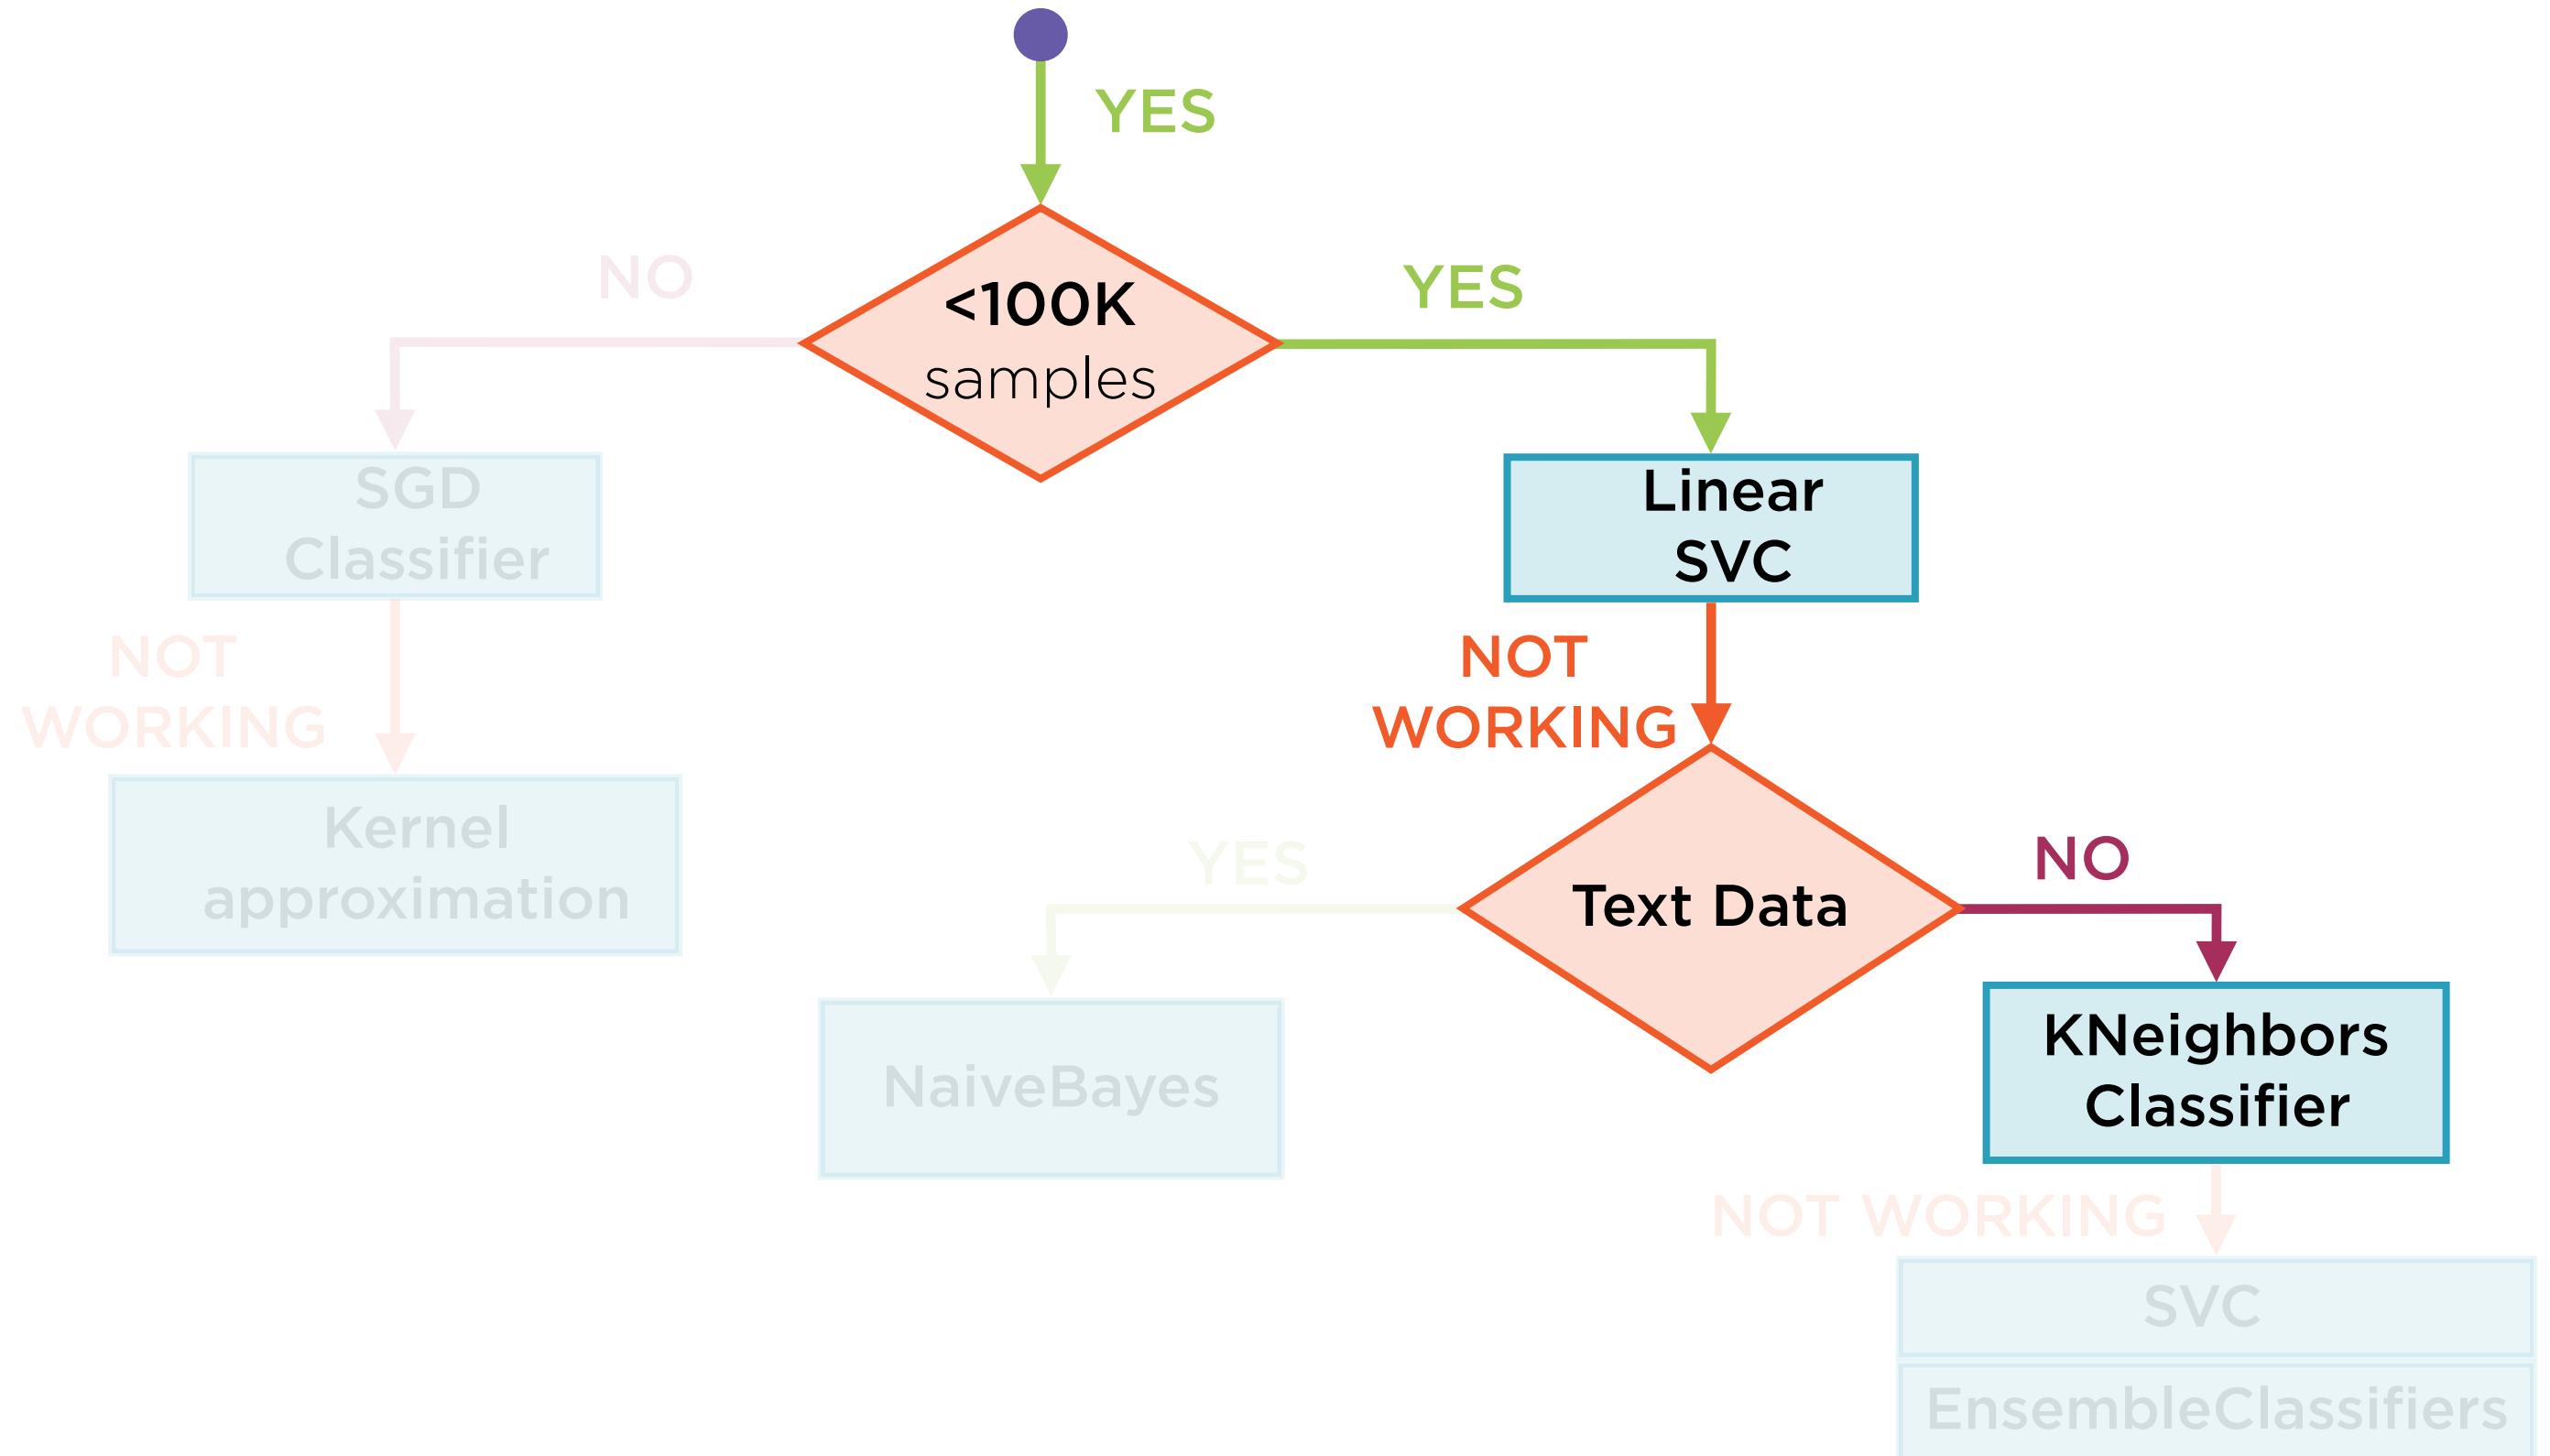 YES
NO
<100K
samples
YES
SGD
Classifier
Linear
SVC
NOT
WORKING
NOT
WORKING
Kernel
approximation
YES
Text Data
NO
NaiveBayes
KNeighbors
Classifier
NOT WORKING
SVC
EnsembleClassifiers